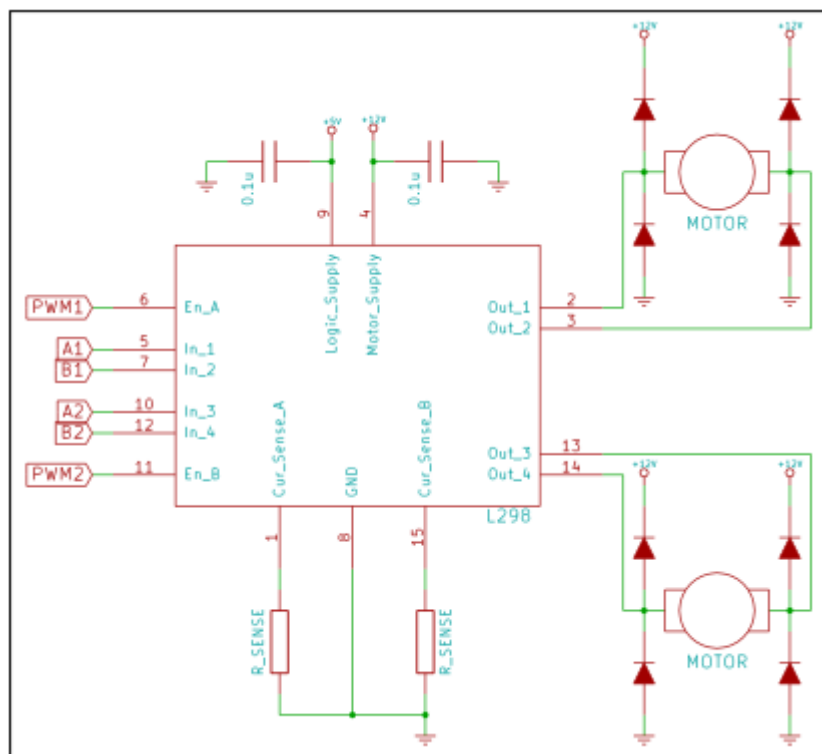 +12V
+12V
+5V
+12V
0.1u
0.1u
9
4
MOTOR
Logic_Supply
Motor_Supply
PWM1
6
En_A
Out_1
2
Out_2
3
A1
5
In_1
B1
7
In_2
A2
10
In_3
B2
12
In_4
PWM2
11
En_B
Cur_Sense_A
GND
Cur_Sense_B
Out_3
13
Out_4
14
+12V
+12V
L298
1
8
15
R_SENSE
R_SENSE
MOTOR